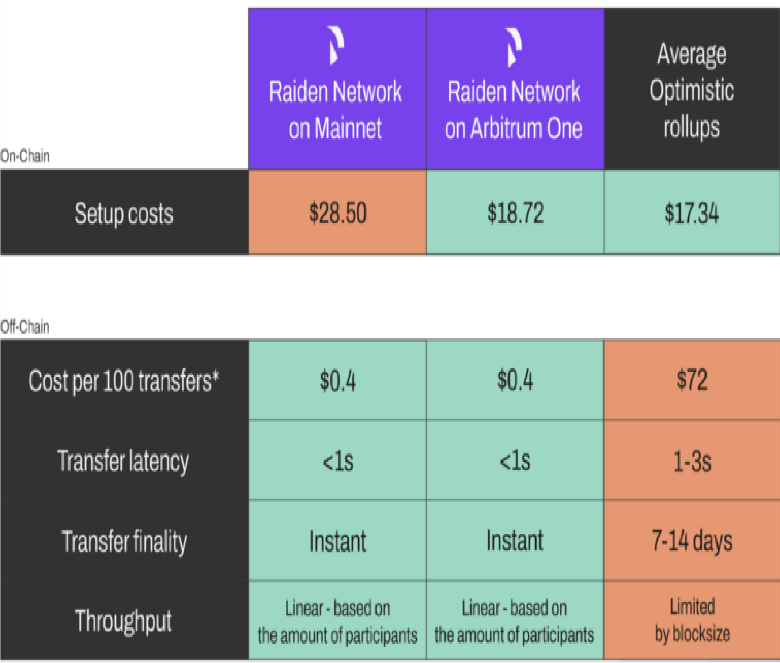 Raiden Network
on Mainnet
Raiden Network
on Arbitrum One
Average
Optimistic
rollups
On-Chain
Setup costs
$28.50
$18.72
$17.34
Off-Chain
Cost per 100 transfers*
$0.4
$0.4
$72
Transfer latency
<1s
<1s
1-3s
Transfer finality
Instant
Instant
7-14 days
Throughput
Linear - based on
the amount of participants
Linear - based on
the amount of participants
Limited
by blocksize